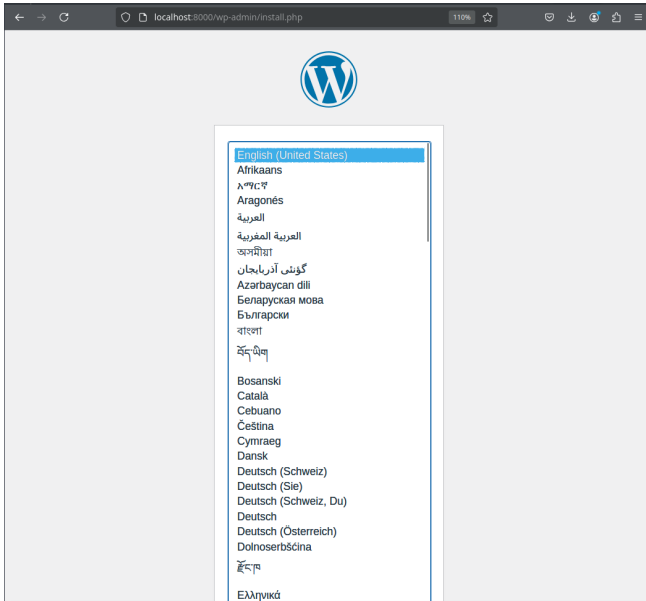 localhost:8000/wp-admin/install.php
110%
English (United States)
Afrikaans
አማርኛ
Aragonés
العربية
العربية المغربية
অসমীয়া
گؤنئی آذربایجان
Azərbaycan dili
Беларуская мова
Български
বাংলা
བོད་ཡིག
Bosanski
Català
Cebuano
Čeština
Cymraeg
Dansk
Deutsch (Schweiz)
Deutsch (Sie)
Deutsch (Schweiz, Du)
Deutsch
Deutsch (Österreich)
Dolnoserbšćina
རྫོང་ཁ
Ελληνικά